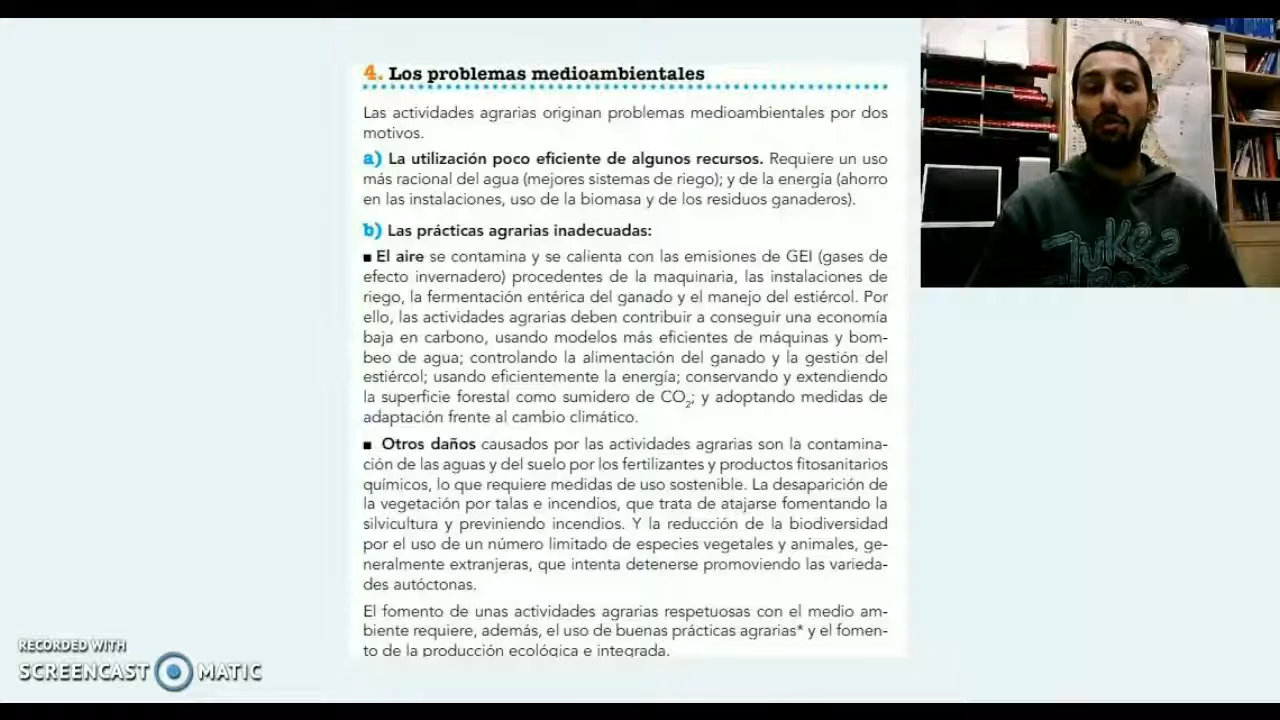 4. Los problemas medioambientales
Las actividades agrarias originan problemas medioambientales por dos
motivos.
a) La utilización poco eficiente de algunos recursos. Requiere un uso
más racional del agua (mejores sistemas de riego); y de la energía (ahorro
en las instalaciones, uso de la biomasa y de los residuos ganaderos).
b) Las prácticas agrarias inadecuadas:
■ El aire se contamina y se calienta con las emisiones de GEI (gases de
efecto invernadero) procedentes de la maquinaria, las instalaciones de
riego, la fermentación entérica del ganado y el manejo del estiércol. Por
ello, las actividades agrarias deben contribuir a conseguir una economía
baja en carbono, usando modelos más eficientes de máquinas y bom-
beo de agua; controlando la alimentación del ganado y la gestión del
estiércol; usando eficientemente la energía; conservando y extendiendo
la superficie forestal como sumidero de CO₂; y adoptando medidas de
adaptación frente al cambio climático.
■ Otros daños causados por las actividades agrarias son la contamina-
ción de las aguas y del suelo por los fertilizantes y productos fitosanitarios
químicos, lo que requiere medidas de uso sostenible. La desaparición de
la vegetación por talas e incendios, que trata de atajarse fomentando la
silvicultura y previniendo incendios. Y la reducción de la biodiversidad
por el uso de un número limitado de especies vegetales y animales, ge-
neralmente extranjeras, que intenta detenerse promoviendo las varieda-
des autóctonas.
El fomento de unas actividades agrarias respetuosas con el medio am-
biente requiere, además, el uso de buenas prácticas agrarias* y el fomen-
to de la producción ecológica e integrada.
RECORDED WITH
SCREENCAST MATIC